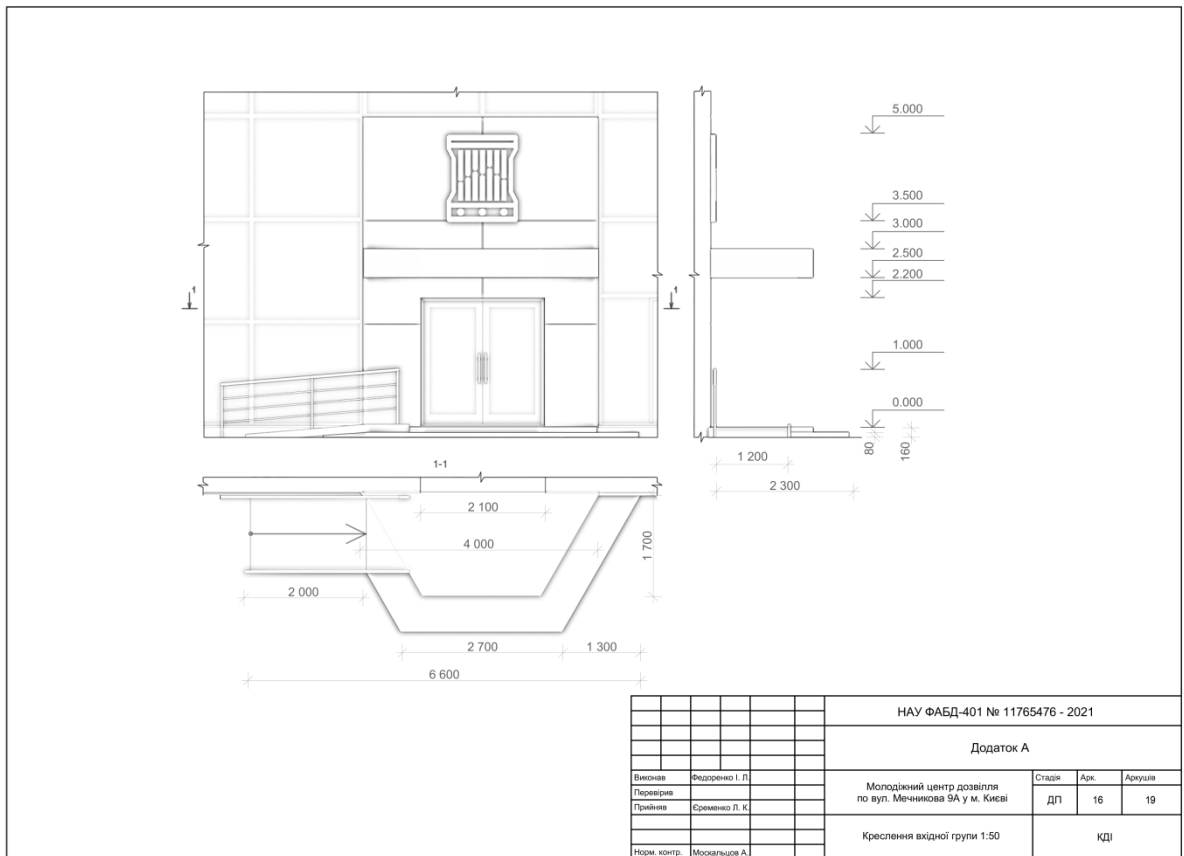 5.000
3.500
3.000
2.500
2.200
1.000
0.000
80
160
1 200
2 300
1
1
1-1
2 100
4 000
1 700
2 000
2 700
1 300
6 600
НАУ ФАБД-401 № 11765476 - 2021
Додаток А
Виконав Федоренко І. Л.
Перевірив
Прийняв Єременко Л. К.
Норм. контр. Москальцов А.
Молодіжний центр дозвілля
по вул. Мечникова 9А у м. Києві
Стадія Арк. Аркушів
ДП 16 19
Креслення вхідної групи 1:50
КДІ